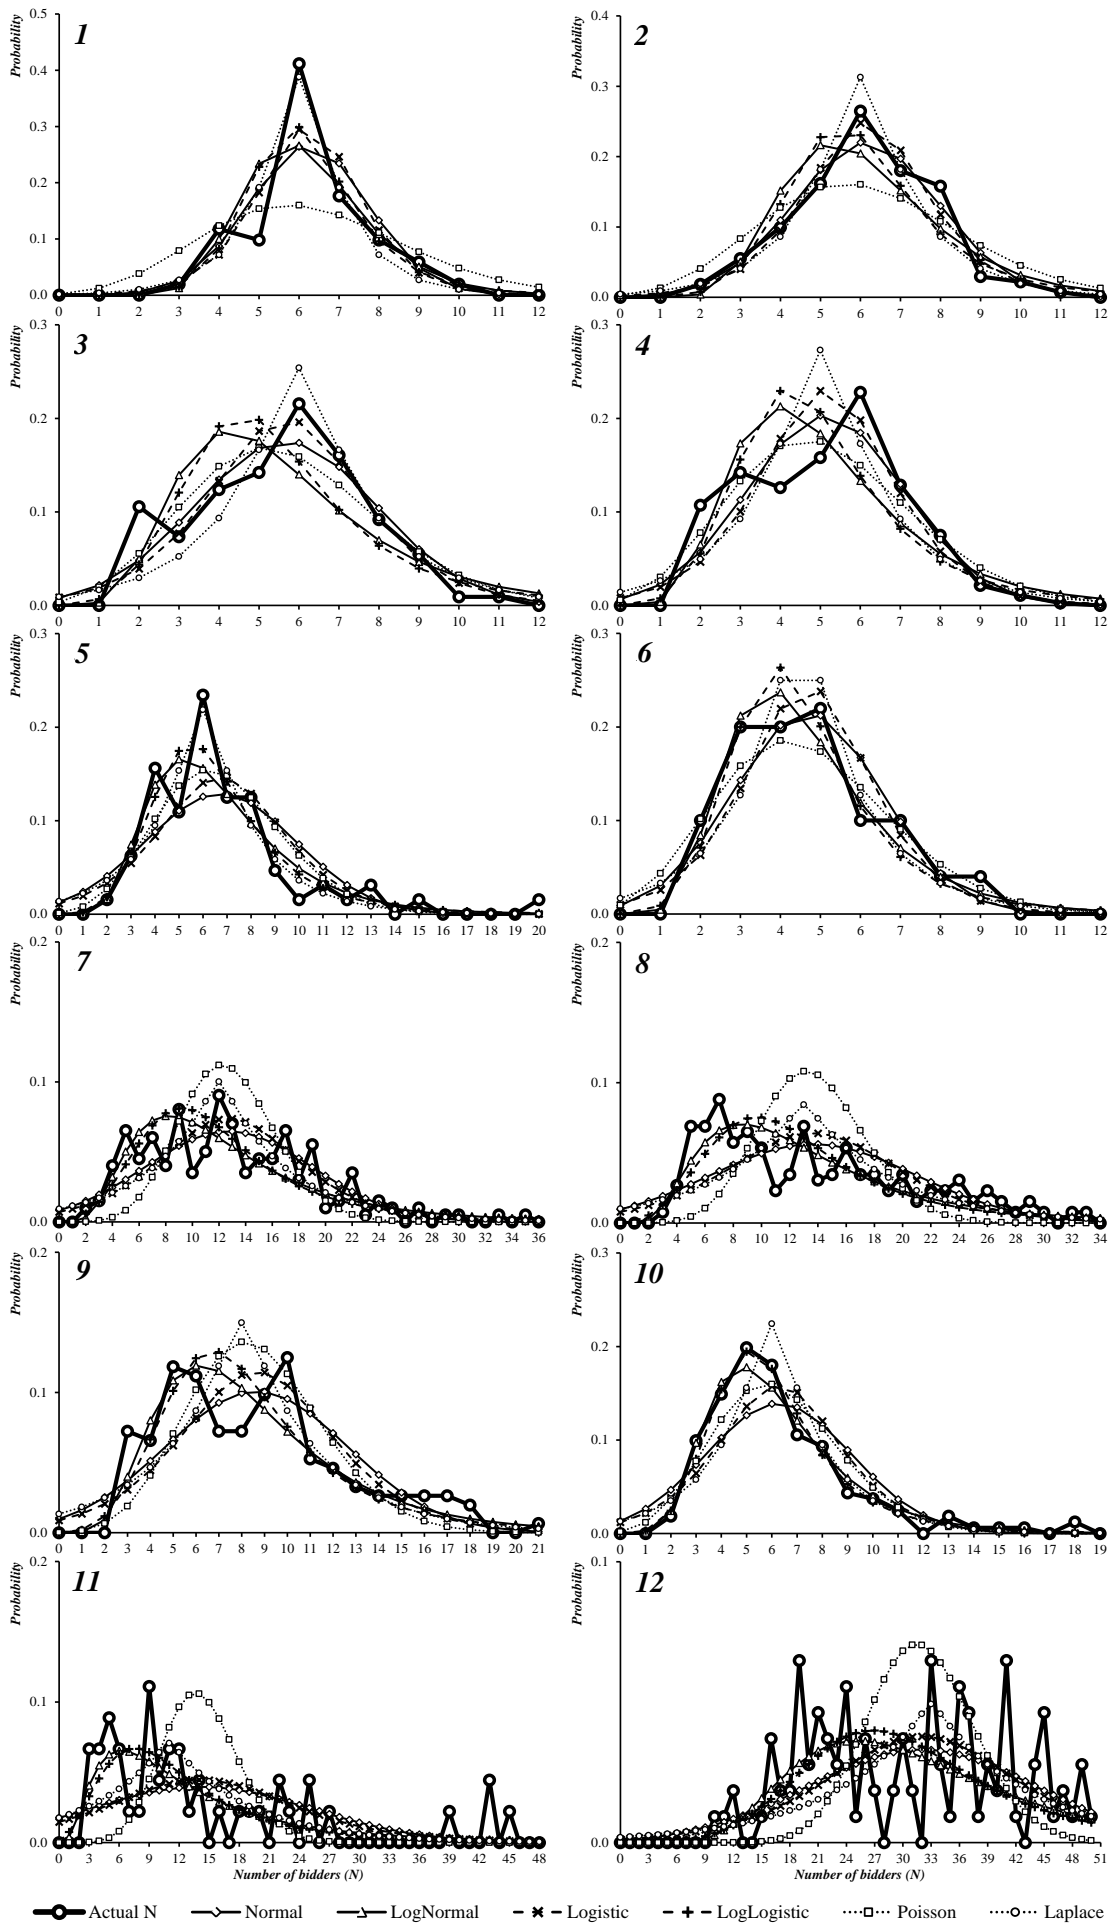 Probability
1
0.5
0.4
0.3
0.2
0.1
0.0
0 1 2 3 4 5 6 7 8 9 10 11 12
Probability
2
0.4
0.3
0.2
0.1
0.0
0 1 2 3 4 5 6 7 8 9 10 11 12
Probability
3
0.3
0.2
0.1
0.0
0 1 2 3 4 5 6 7 8 9 10 11 12
Probability
4
0.3
0.2
0.1
0.0
0 1 2 3 4 5 6 7 8 9 10 11 12
Probability
5
0.3
0.2
0.1
0.0
0 1 2 3 4 5 6 7 8 9 10 11 12 13 14 15 16 17 18 19 20
Probability
6
0.3
0.2
0.1
0.0
0 1 2 3 4 5 6 7 8 9 10 11 12
Probability
7
0.2
0.1
0.0
0 2 4 6 8 10 12 14 16 18 20 22 24 26 28 30 32 34 36
Probability
8
0.2
0.1
0.0
0 2 4 6 8 10 12 14 16 18 20 22 24 26 28 30 32 34
Probability
9
0.2
0.1
0.0
0 1 2 3 4 5 6 7 8 9 10 11 12 13 14 15 16 17 18 19 20 21
Probability
10
0.3
0.2
0.1
0.0
0 1 2 3 4 5 6 7 8 9 10 11 12 13 14 15 16 17 18 19
Probability
11
0.2
0.1
0.0
0 3 6 9 12 15 18 21 24 27 30 33 36 39 42 45 48
Number of bidders (N)
Probability
12
0.1
0.0
0 3 6 9 12 15 18 21 24 27 30 33 36 39 42 45 48 51
Number of bidders (N)
Actual N Normal LogNormal Logistic LogLogistic Poisson Laplace